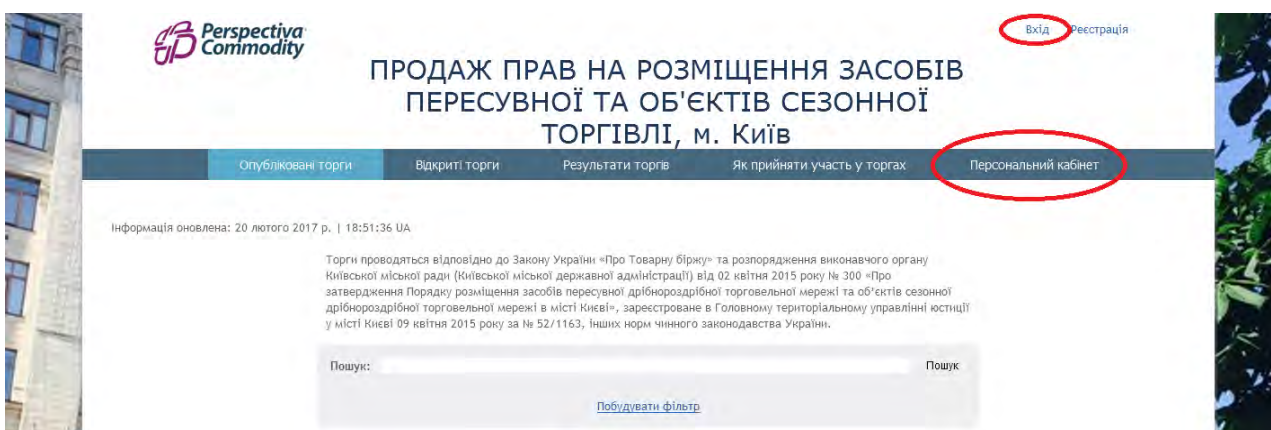 Perspectiva
Commodity
Вхід Реєстрація
ПРОДАЖ ПРАВ НА РОЗМІЩЕННЯ ЗАСОБІВ
ПЕРЕСУВНОЇ ТА ОБ'ЄКТІВ СЕЗОННОЇ
ТОРГІВЛІ, м. Київ
Опубліковані торги Відкриті торги Результати торгів Як прийняти участь у торгах Персональний кабінет
Інформація оновлена: 20 лютого 2017 р. | 18:51:36 UA
Торги проводяться відповідно до Закону України «Про Товарну біржу» та розпорядження виконавчого органу
Київської міської ради (Київської міської державної адміністрації) від 02 квітня 2015 року № 300 «Про
затвердження Порядку розміщення засобів пересувної дрібнороздрібної торговельної мережі та об'єктів сезонної
дрібнороздрібної торговельної мережі в місті Києві», зареєстроване в Головному територіальному управлінні юстиції
у місті Києві 09 квітня 2015 року за № 52/1163, інших норм чинного законодавства України.
Пошук: Пошук
Побудувати фільтр